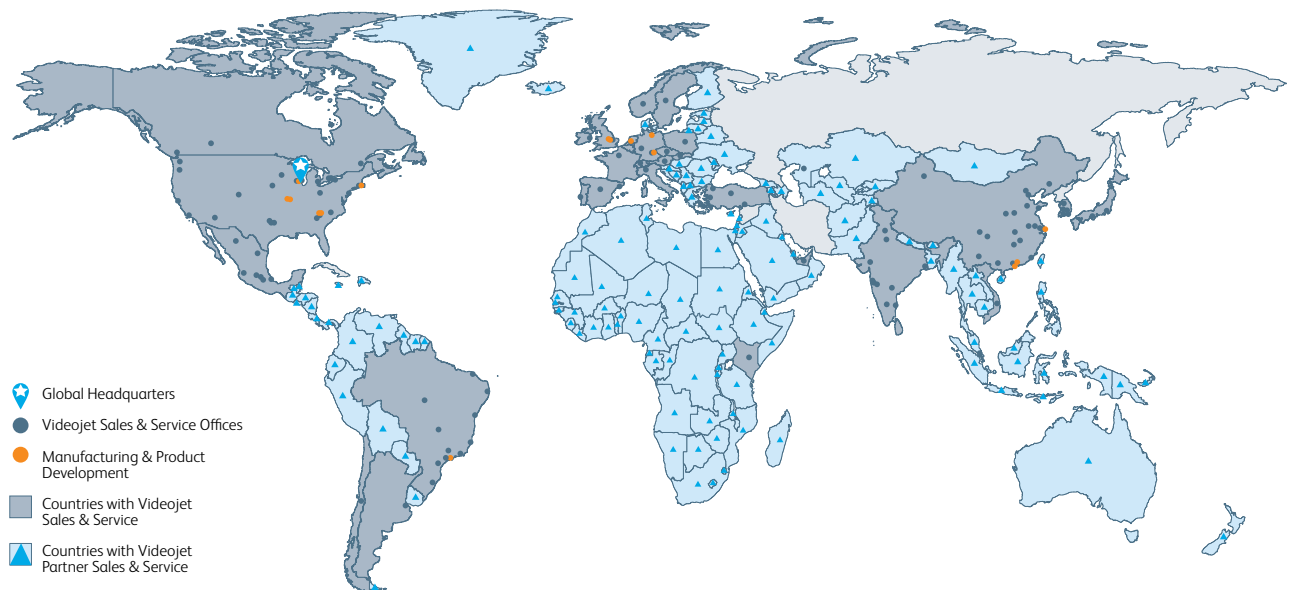 Global Headquarters
Videojet Sales & Service Offices
Manufacturing & Product
Development
Countries with Videojet
Sales & Service
Countries with Videojet
Partner Sales & Service